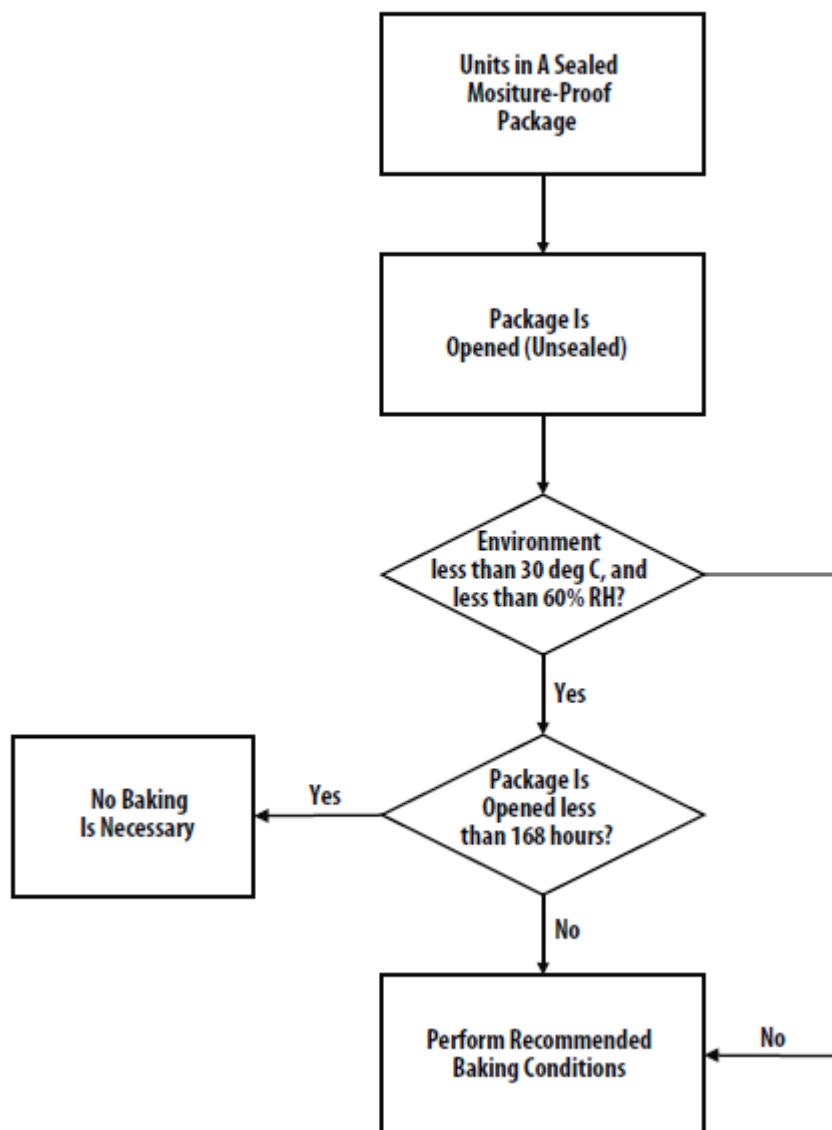 Units in A Sealed
Mositure-Proof
Package
Package Is
Opened (Unsealed)
Environment
less than 30 deg C, and
less than 60% RH?
Yes
No Baking
Is Necessary
Yes
Package Is
Opened less
than 168 hours?
No
Perform Recommended
Baking Conditions
No